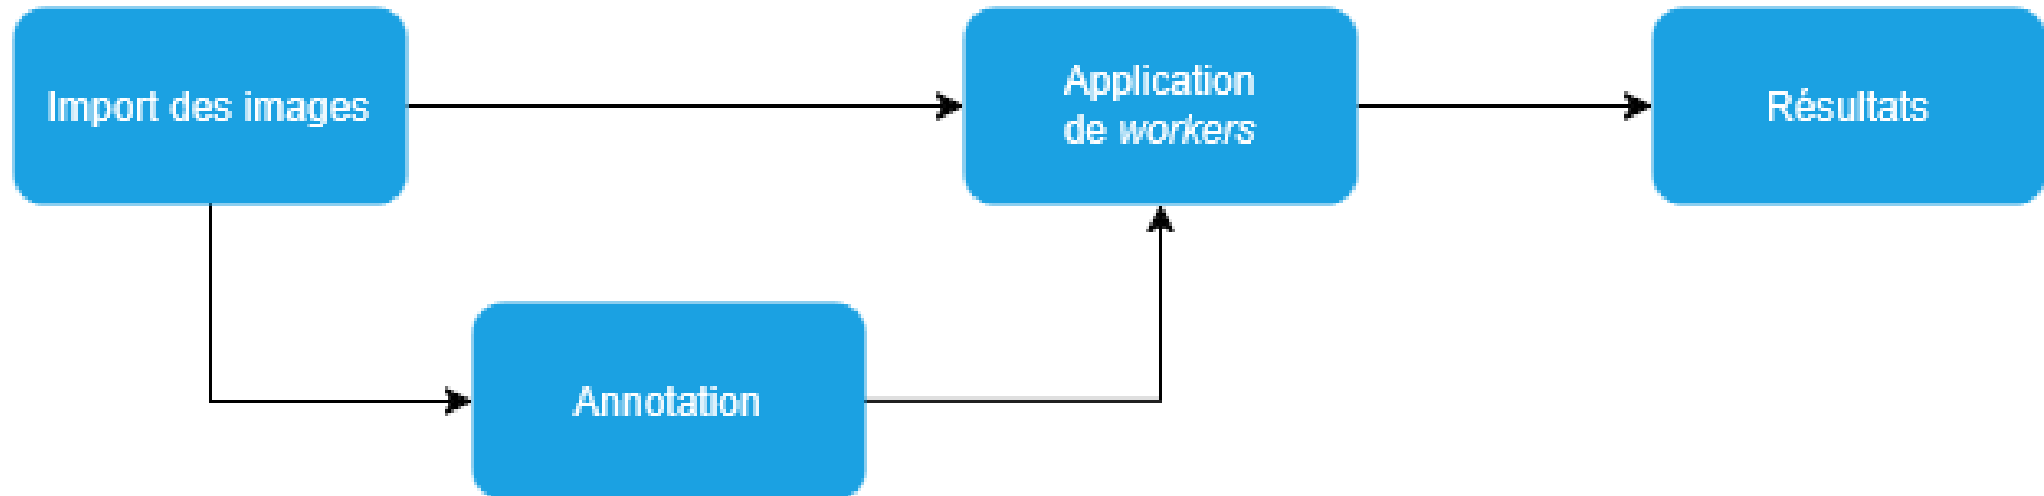 Import des images
Application
de workers
Résultats
Annotation